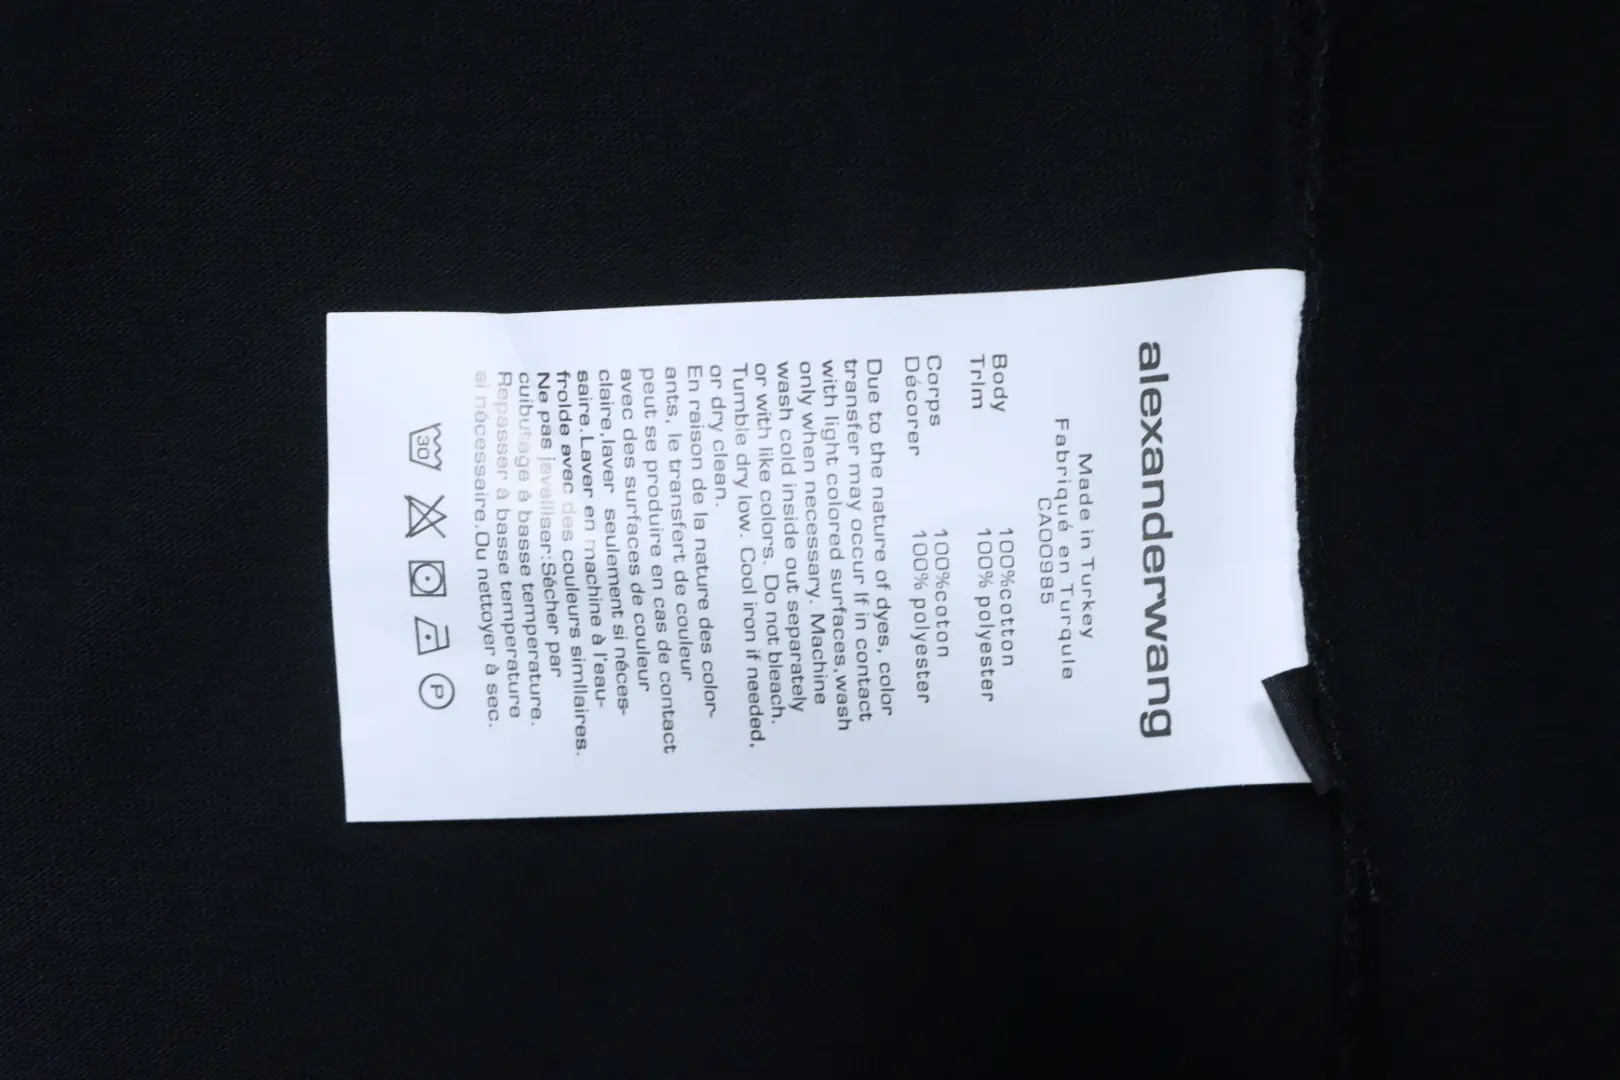 alexanderwang
Made in Turkey
Fabriqué en Turqule
CA00985
Body 100%cotton
Trlm 100% polyester
Corps 100%coton
Décorer 100% polyester
Due to the nature of dyes, color
transfer may occur If in contact
with light colored surfaces,wash
only when necessary. Machine
wash cold inside out separately
or with like colors. Do not bleach.
Tumble dry low. Cool iron if needed,
or dry clean.
En raison de la nature des color-
ants, le transfert de couleur
peut se produire en cas de contact
avec des surfaces de couleur
claire,laver seulement si néces-
saire.Laver en machine à l'eau-
frolde avec des couleurs simllaires.
Ne pas javelliser:Sécher par
culbutage à basse temperature.
Repasser à basse temperature
si nécessaire.Ou nettoyer à sec.
30
P